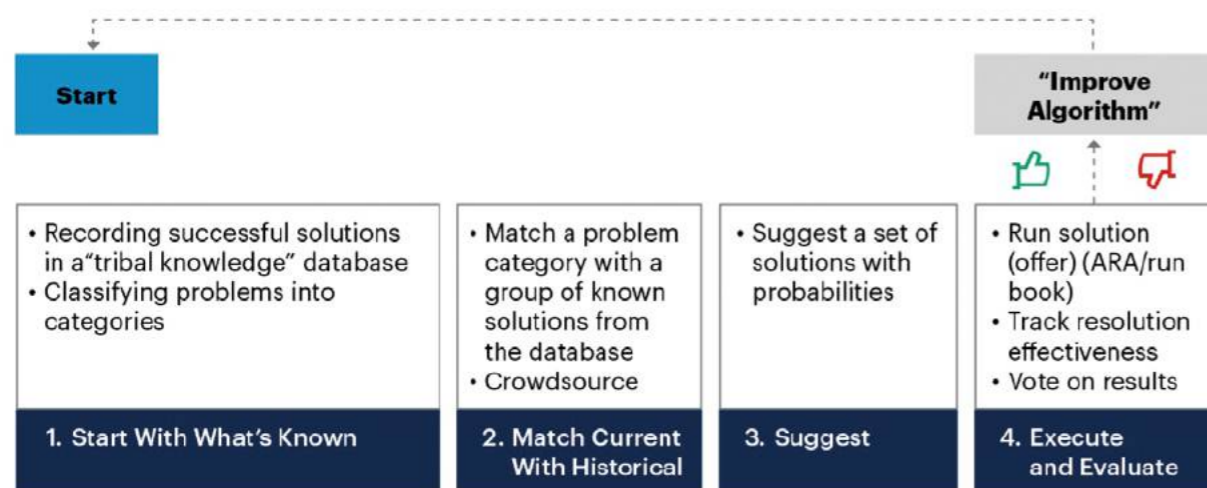 Start
“Improve
Algorithm”
• Recording successful solutions
in a“tribal knowledge” database
• Classifying problems into
categories
1. Start With What's Known
• Match a problem
category with a
group of known
solutions from
the database
• Crowdsource
2. Match Current
With Historical
• Suggest a set of
solutions with
probabilities
3. Suggest
• Run solution
(offer) (ARA/run
book)
• Track resolution
effectiveness
• Vote on results
4. Execute
and Evaluate